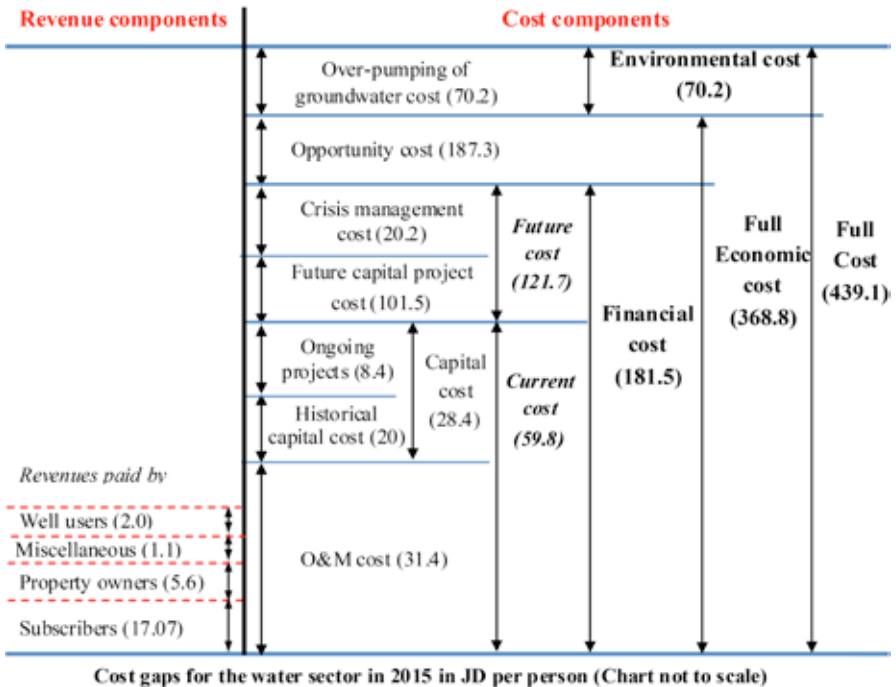 Revenue components
Cost components
Over-pumping of
groundwater cost (70.2)
Environmental cost
(70.2)
Opportunity cost (187.3)
Crisis management
cost (20.2)
Future
cost
(121.7)
Future capital project
cost (101.5)
Full
Economic
cost
(368.8)
Full
Cost
(439.1)
Financial
cost
(181.5)
Ongoing
projects (8.4)
Capital
cost
(28.4)
Current
cost
(59.8)
Historical
capital cost (20)
Revenues paid by
Well users (2.0)
Miscellaneous (1.1)
Property owners (5.6)
Subscribers (17.07)
O&M cost (31.4)
Cost gaps for the water sector in 2015 in JD per person (Chart not to scale)